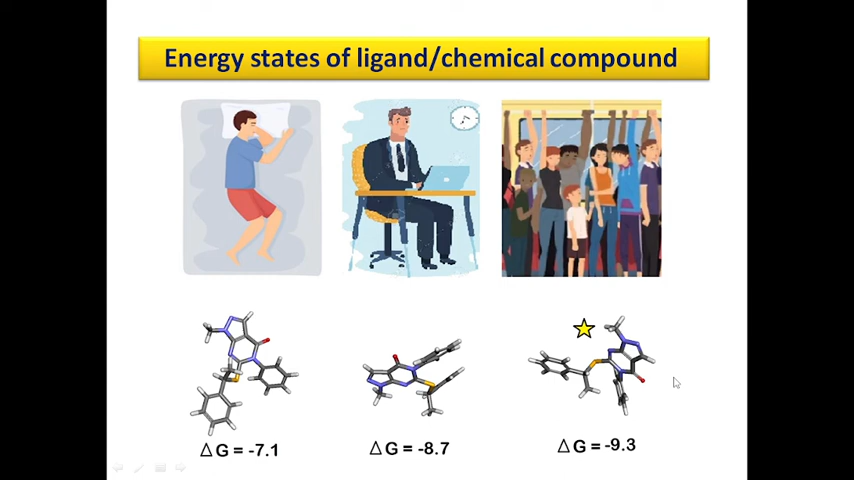 Energy states of ligand/chemical compound
Δ G = -7.1
Δ G = -8.7
Δ G = -9.3